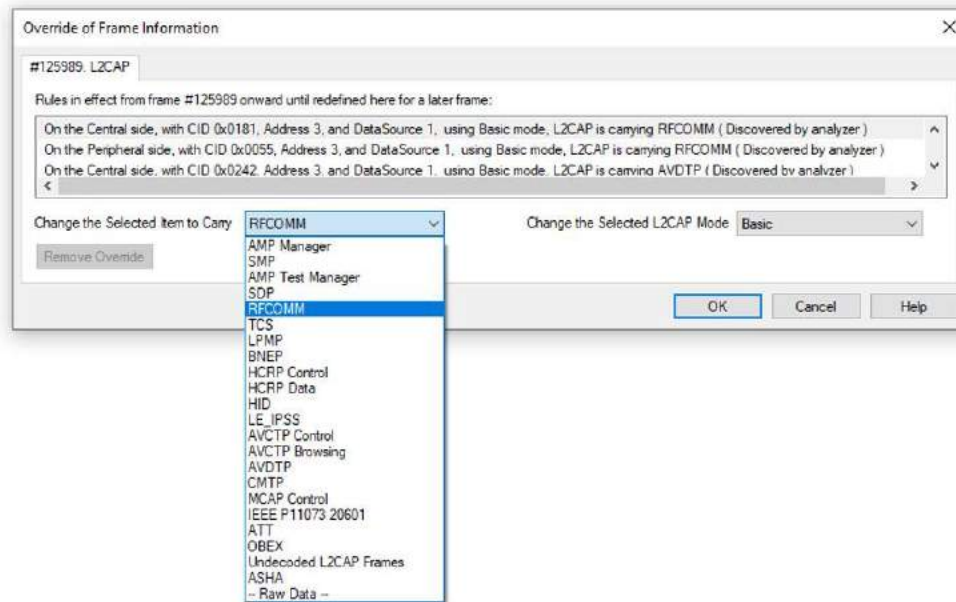 Override of Frame Information
#125989. L2CAP
Rules in effect from frame #125989 onward until redefined here for a later frame:
On the Central side, with CID 0x0181, Address 3, and DataSource 1, using Basic mode, L2CAP is carrying RFCOMM ( Discovered by analyzer )
On the Peripheral side, with CID 0x0055, Address 3, and DataSource 1, using Basic mode, L2CAP is carrying RFCOMM ( Discovered by analyzer )
On the Central side, with CID 0x0242, Address 3, and DataSource 1, using Basic mode, L2CAP is carrying AVDTP ( Discovered by analyzer )
Change the Selected Item to Carry RFCOMM Change the Selected L2CAP Mode Basic
Remove Override
AMP Manager
SMP
AMP Test Manager
SDP
RFCOMM
OK Cancel Help
TCS
LPMP
BNEP
HCRP Control
HCRP Data
HID
LE_IPSS
AVCTP Control
AVCTP Browsing
AVDTP
CMTP
MCAP Control
IEEE P11073 20601
ATT
OBEX
Undecoded L2CAP Frames
ASHA
-- Raw Data --